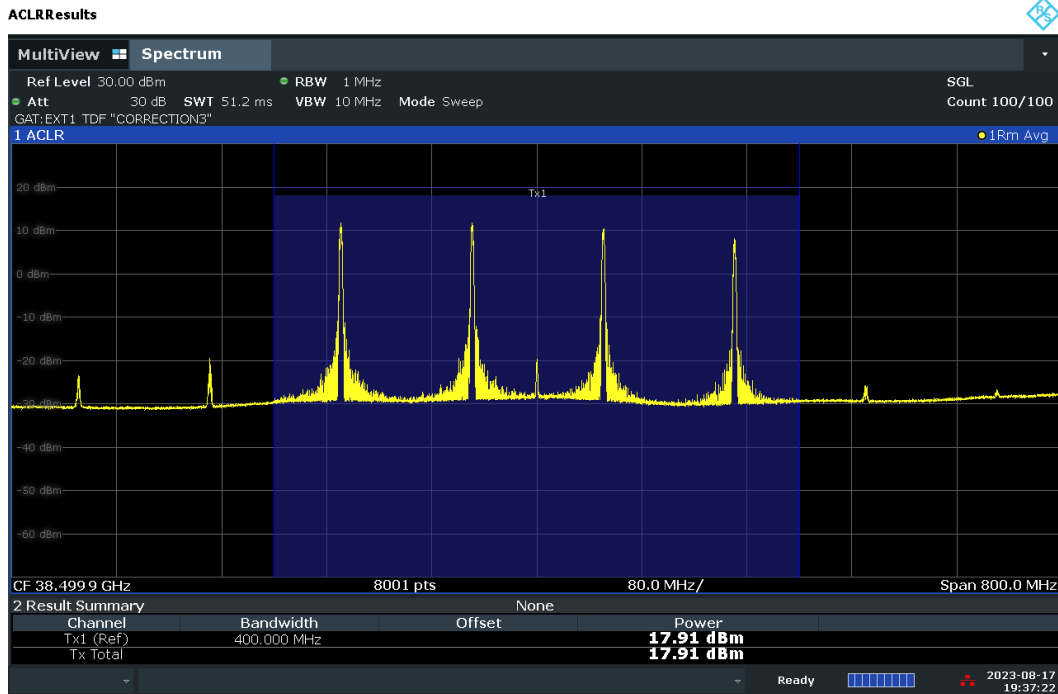 ACLRResults
R&S
MultiView Spectrum
Ref Level 30.00 dBm RBW 1 MHz SGL
Att 30 dB SWT 51.2 ms VBW 10 MHz Mode Sweep Count 100/100
GAT:EXT1 TDF "CORRECTION3"
1 ACLR 1Rm Avg
Tx1
20 dBm
10 dBm
0 dBm
-10 dBm
-20 dBm
-30 dBm
-40 dBm
-50 dBm
-60 dBm
CF 38.4999 GHz 8001 pts 80.0 MHz/ Span 800.0 MHz
2 Result Summary None
Channel Bandwidth Offset Power
Tx1 (Ref) 400.000 MHz 17.91 dBm
Tx Total 17.91 dBm
Ready 2023-08-17
19:37:22